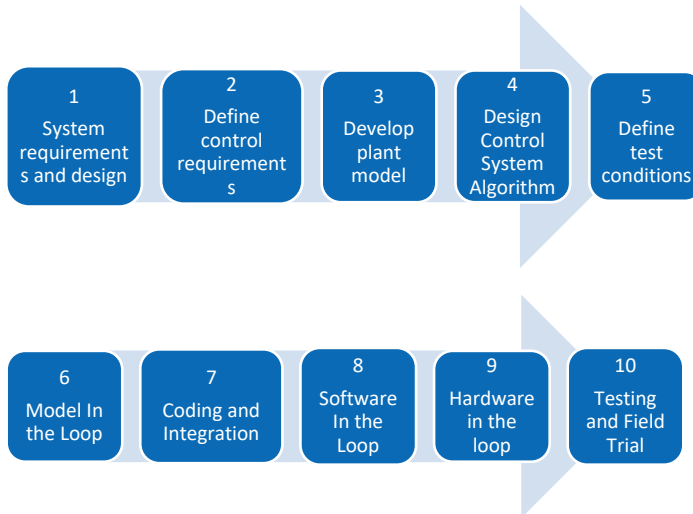 1
System
requirement
s and design
2
Define
control
requirement
s
3
Develop
plant
model
4
Design
Control
System
Algorithm
5
Define
test
conditions
6
Model In
the Loop
7
Coding and
Integration
8
Software
In the
Loop
9
Hardware
in the
loop
10
Testing
and Field
Trial